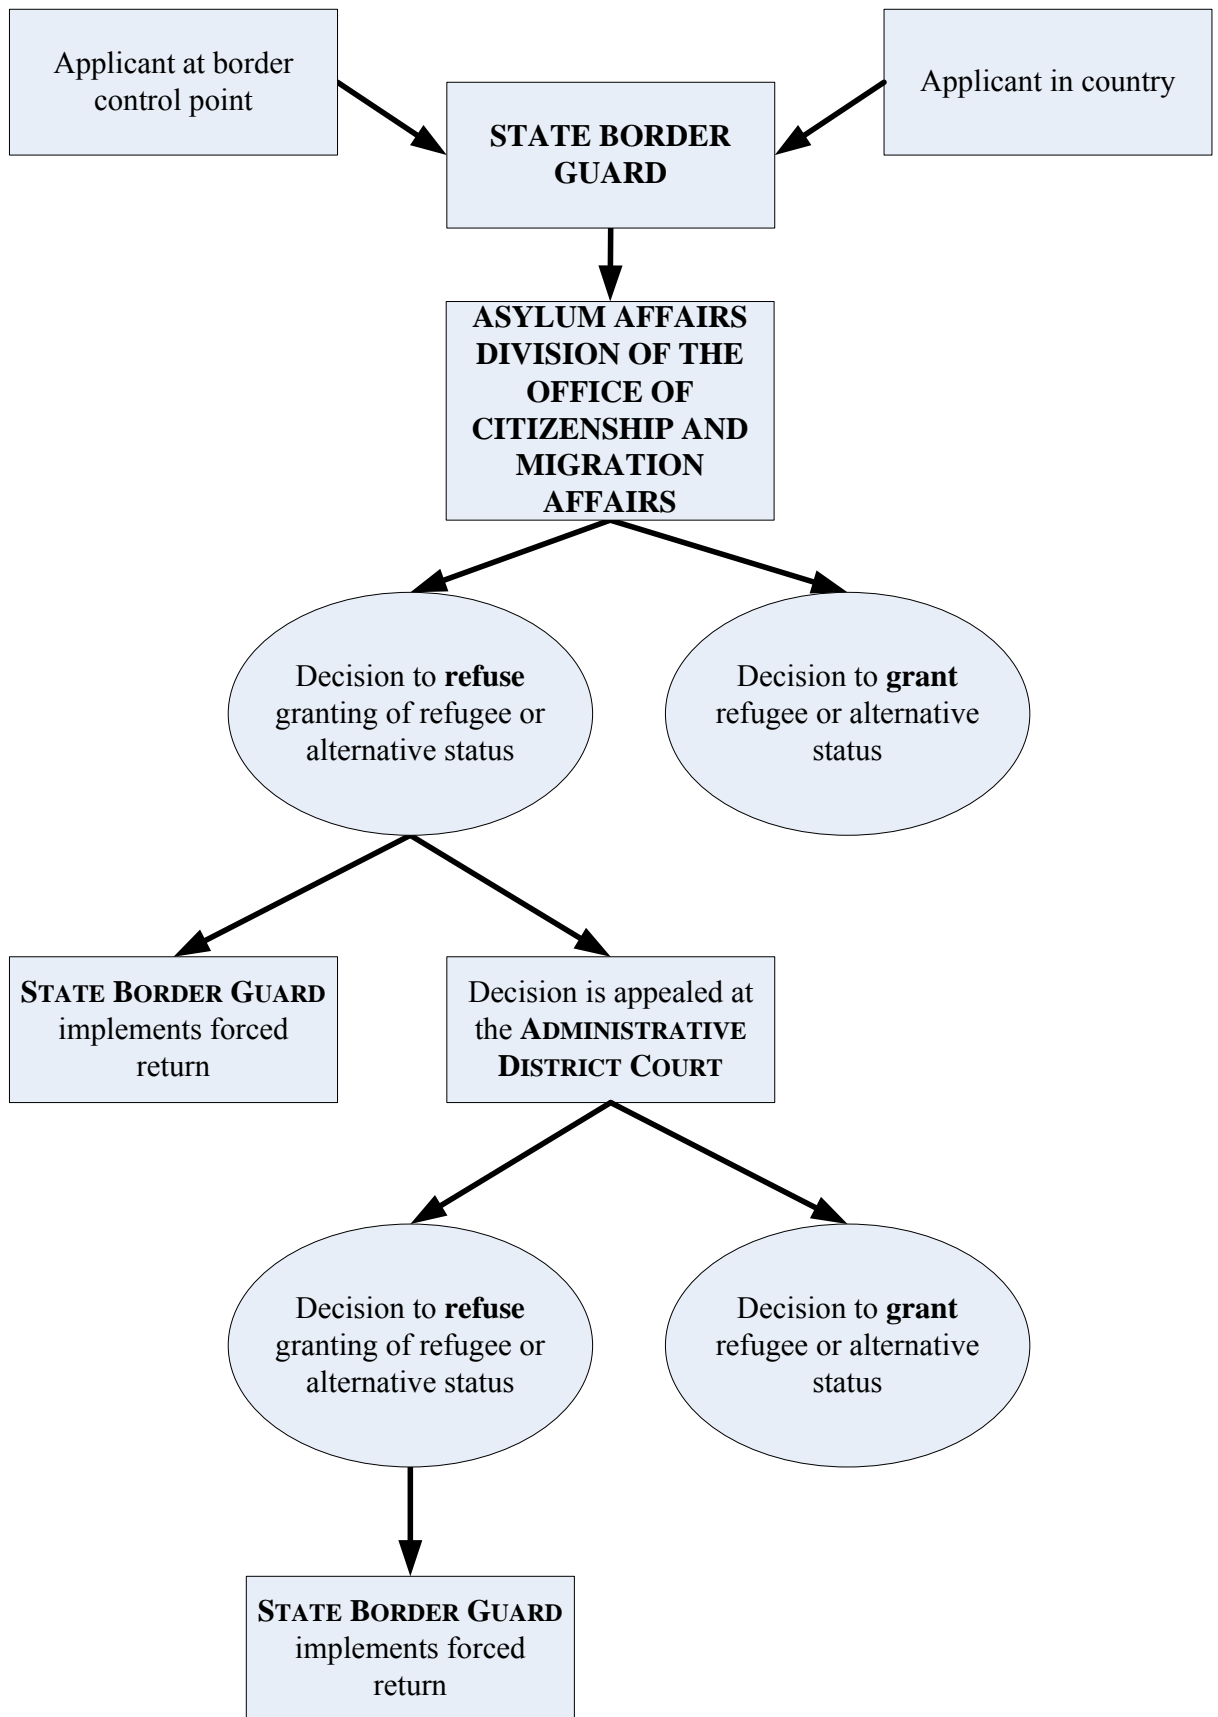 Applicant at border
control point
Applicant in country
STATE BORDER
GUARD
ASYLUM AFFAIRS
DIVISION OF THE
OFFICE OF
CITIZENSHIP AND
MIGRATION
AFFAIRS
Decision to refuse
granting of refugee or
alternative status
Decision to grant
refugee or alternative
status
STATE BORDER GUARD
implements forced
return
Decision is appealed at
the ADMINISTRATIVE
DISTRICT COURT
Decision to refuse
granting of refugee or
alternative status
Decision to grant
refugee or alternative
status
STATE BORDER GUARD
implements forced
return